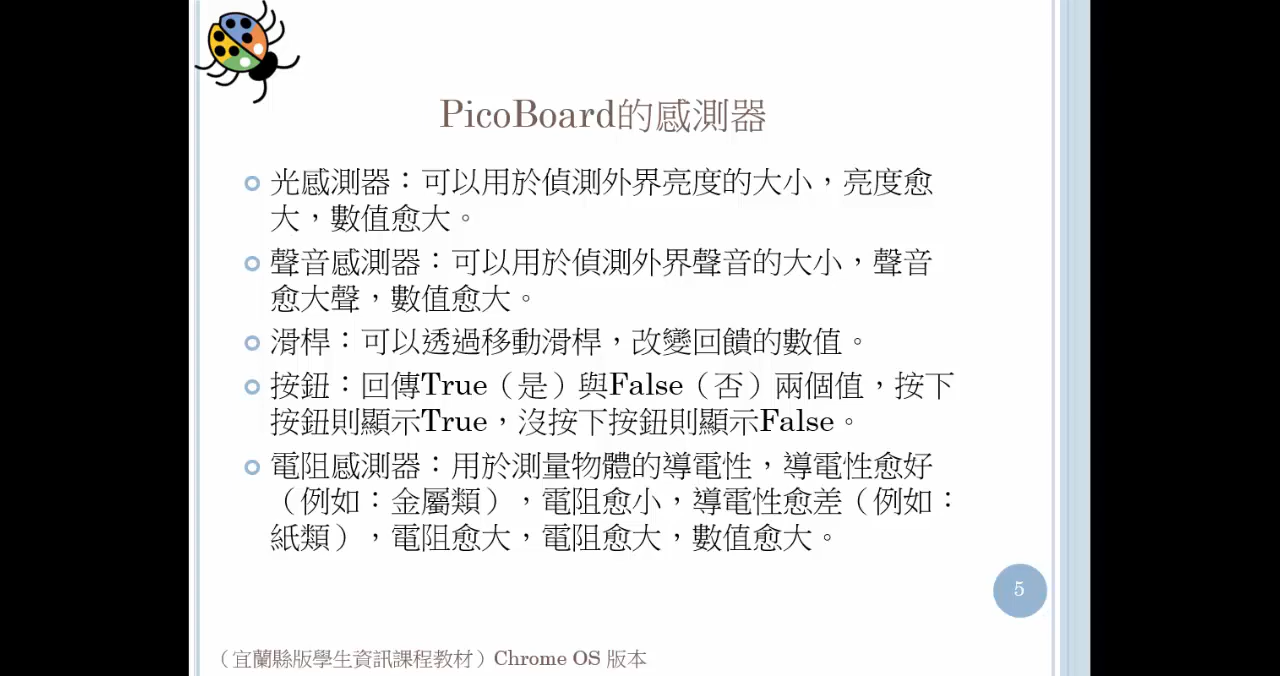 PicoBoard的感測器
光感測器：可以用於偵測外界亮度的大小，亮度愈
大，數值愈大。
聲音感測器：可以用於偵測外界聲音的大小，聲音
愈大聲，數值愈大。
滑桿：可以透過移動滑桿，改變回饋的數值。
按鈕：回傳True（是）與False（否）兩個值，按下
按鈕則顯示True，沒按下按鈕則顯示False。
電阻感測器：用於測量物體的導電性，導電性愈好
（例如：金屬類），電阻愈小，導電性愈差（例如：
紙類），電阻愈大，電阻愈大，數值愈大。
5
（宜蘭縣版學生資訊課程教材）Chrome OS 版本